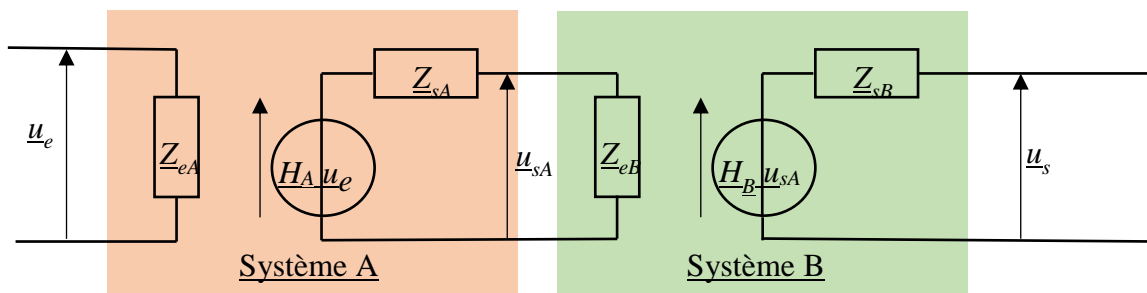 Z_sA
Z_sB
u_e
Z_eA
H_A u_e
u_sA
Z_eB
H_B u_sA
u_s
Système A
Système B